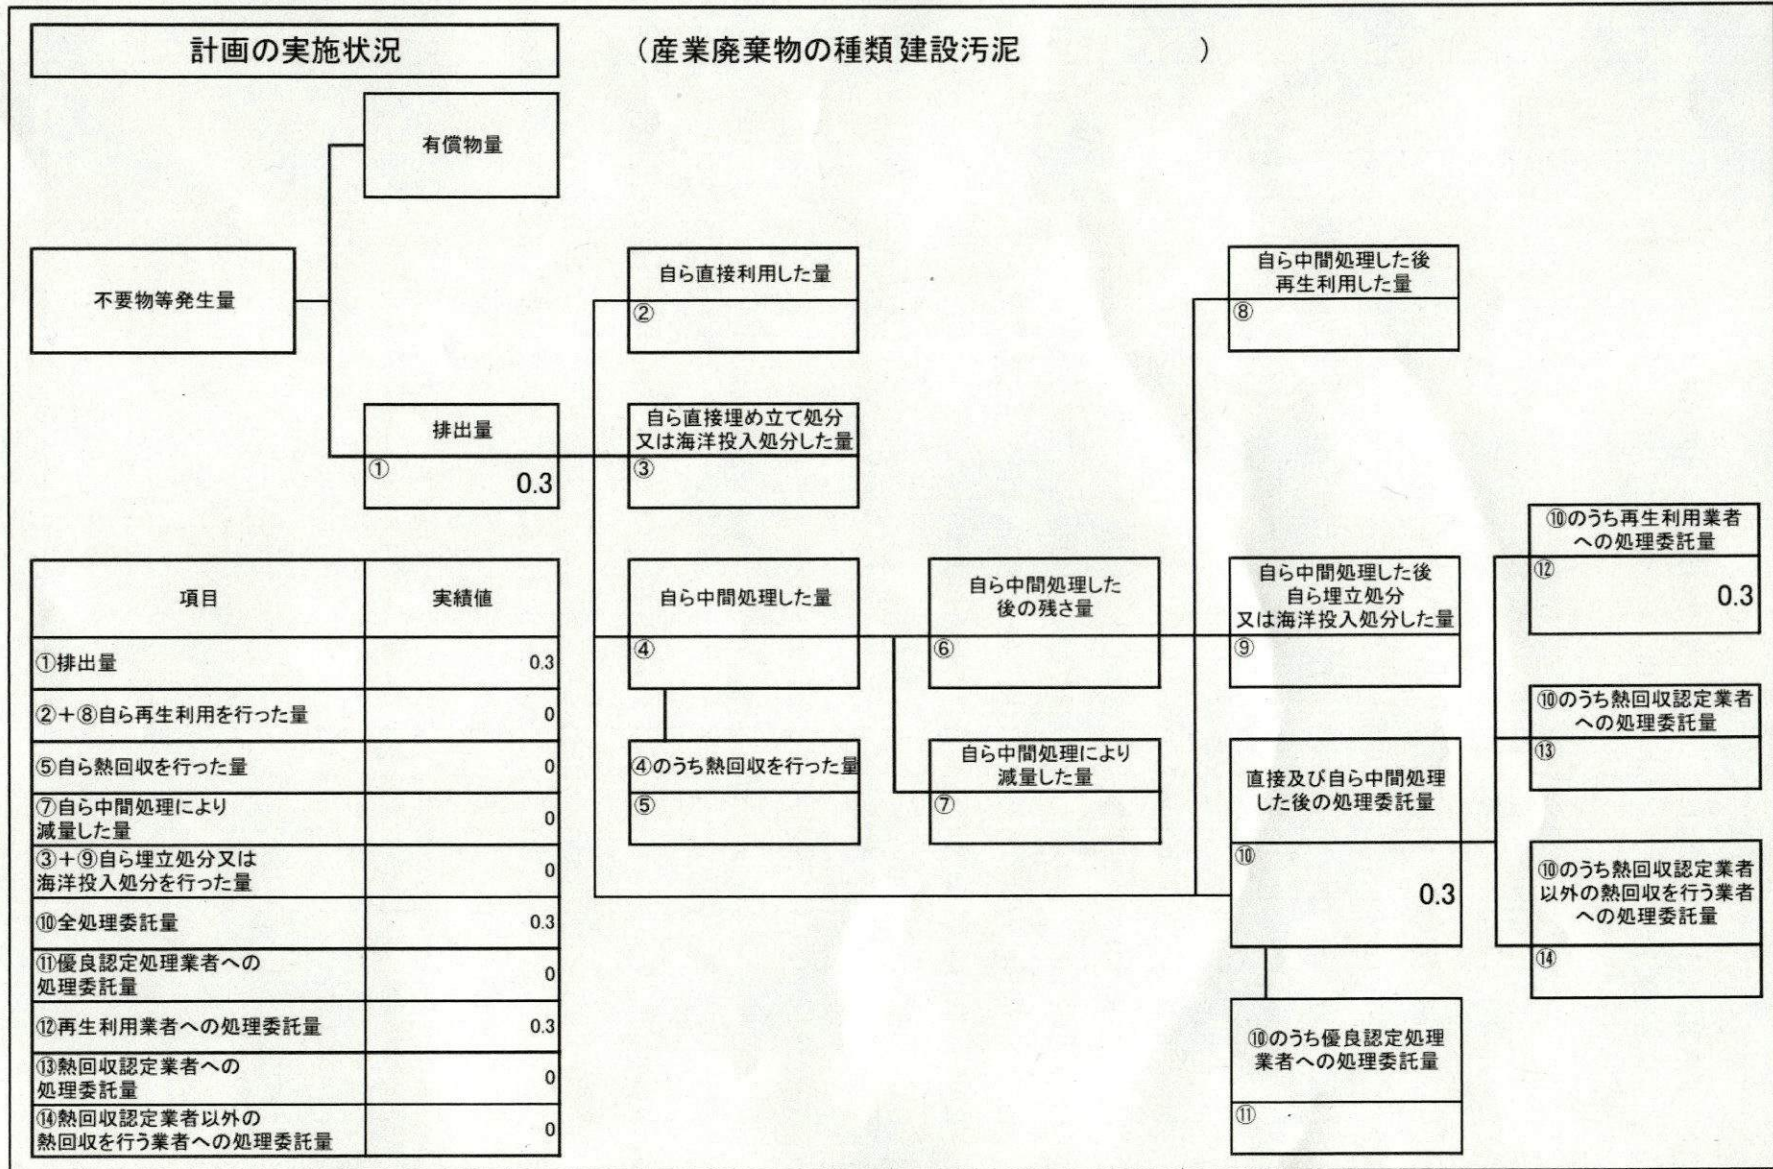 計画の実施状況
（産業廃棄物の種類 建設汚泥　　　　　　）
有償物量
不要物等発生量
自ら直接利用した量
②
自ら中間処理した後
再生利用した量
⑧
排出量
①
0.3
自ら直接埋め立て処分
又は海洋投入処分した量
③
⑩のうち再生利用業者
への処理委託量
⑫
0.3
自ら中間処理した量
④
自ら中間処理した
後の残さ量
⑥
自ら中間処理した後
自ら埋立処分
又は海洋投入処分した量
⑨
⑩のうち熱回収認定業者
への処理委託量
⑬
④のうち熱回収を行った量
⑤
自ら中間処理により
減量した量
⑦
直接及び自ら中間処理
した後の処理委託量
⑩
0.3
⑩のうち熱回収認定業者
以外の熱回収を行う業者
への処理委託量
⑭
⑩のうち優良認定処理
業者への処理委託量
⑪
項目 実績値
①排出量 0.3
②＋⑧自ら再生利用を行った量 0
⑤自ら熱回収を行った量 0
⑦自ら中間処理により
減量した量 0
③＋⑨自ら埋立処分又は
海洋投入処分を行った量 0
⑩全処理委託量 0.3
⑪優良認定処理業者への
処理委託量 0
⑫再生利用業者への処理委託量 0.3
⑬熱回収認定業者への
処理委託量 0
⑭熱回収認定業者以外の
熱回収を行う業者への処理委託量 0